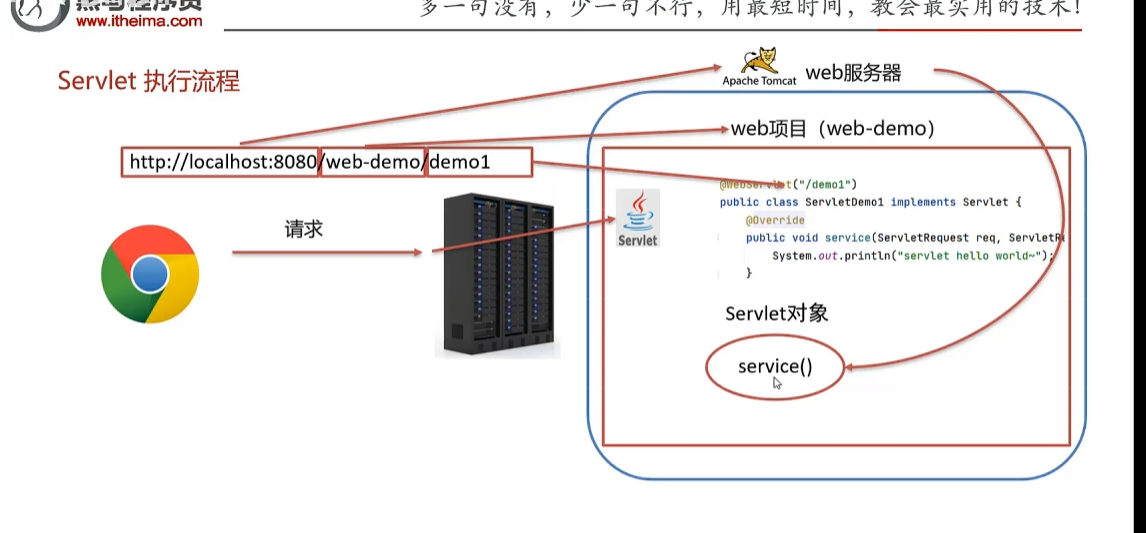 黑马程序员
www.itheima.com
多一句没有，少一句不行，用最短时间，教会最实用的技术！
Servlet 执行流程
Apache Tomcat
web服务器
web项目（web-demo）
http://localhost:8080/web-demo/demo1
@WebServlet("/demo1")
public class ServletDemo1 implements Servlet {
@Override
public void service(ServletRequest req, ServletRe
System.out.println("servlet hello world~");
}
请求
Servlet
Servlet对象
service()